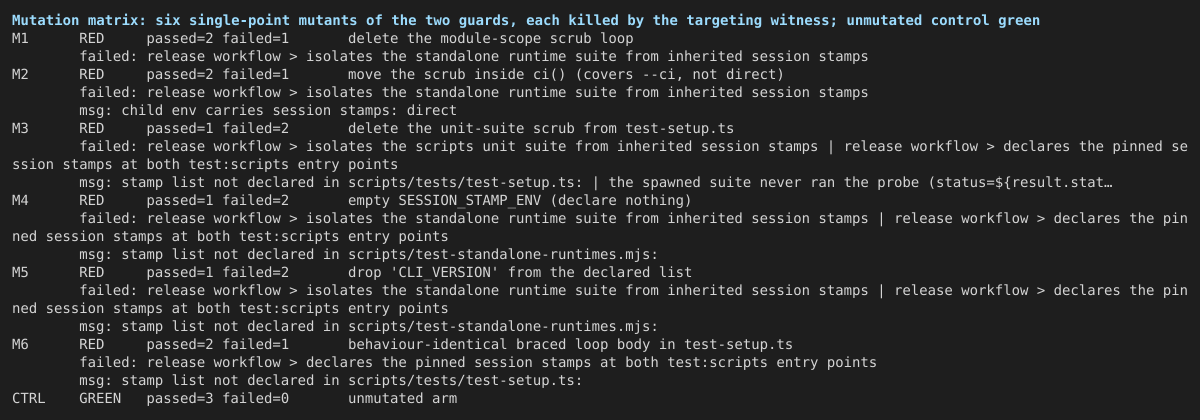 Mutation matrix: six single-point mutants of the two guards, each killed by the targeting witness; unmutated control green
M1 RED passed=2 failed=1 delete the module-scope scrub loop
failed: release workflow > isolates the standalone runtime suite from inherited session stamps
M2 RED passed=2 failed=1 move the scrub inside ci() (covers --ci, not direct)
failed: release workflow > isolates the standalone runtime suite from inherited session stamps
msg: child env carries session stamps: direct
M3 RED passed=1 failed=2 delete the unit-suite scrub from test-setup.ts
failed: release workflow > isolates the scripts unit suite from inherited session stamps | release workflow > declares the pinned se
ssion stamps at both test:scripts entry points
msg: stamp list not declared in scripts/tests/test-setup.ts: | the spawned suite never ran the probe (status=${result.stat…
M4 RED passed=1 failed=2 empty SESSION_STAMP_ENV (declare nothing)
failed: release workflow > isolates the standalone runtime suite from inherited session stamps | release workflow > declares the pin
ned session stamps at both test:scripts entry points
msg: stamp list not declared in scripts/test-standalone-runtimes.mjs:
M5 RED passed=1 failed=2 drop 'CLI_VERSION' from the declared list
failed: release workflow > isolates the standalone runtime suite from inherited session stamps | release workflow > declares the pin
ned session stamps at both test:scripts entry points
msg: stamp list not declared in scripts/test-standalone-runtimes.mjs:
M6 RED passed=2 failed=1 behaviour-identical braced loop body in test-setup.ts
failed: release workflow > declares the pinned session stamps at both test:scripts entry points
msg: stamp list not declared in scripts/tests/test-setup.ts:
CTRL GREEN passed=3 failed=0 unmutated arm